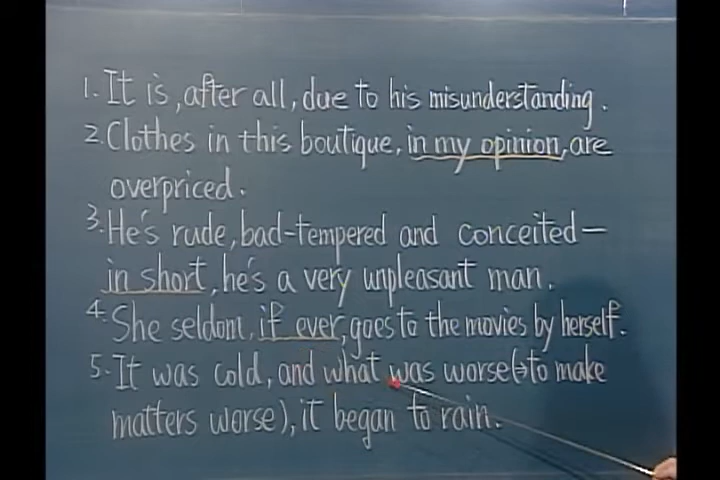 1. It is, after all, due to his misunderstanding.
2. Clothes in this boutique, in my opinion, are
overpriced.
3. He's rude, bad-tempered and conceited—
in short, he's a very unpleasant man.
4. She seldom, if ever, goes to the movies by herself.
5. It was cold, and what was worse(→to make
matters worse), it began to rain.